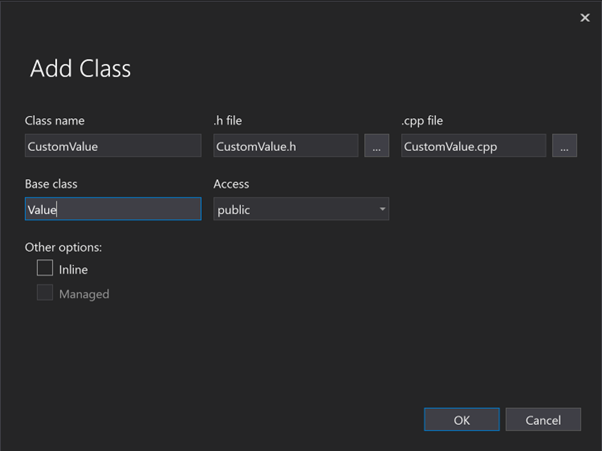 Add Class
Class name .h file .cpp file
CustomValue CustomValue.h ... CustomValue.cpp ...
Base class Access
Value public
Other options:
Inline
Managed
OK Cancel